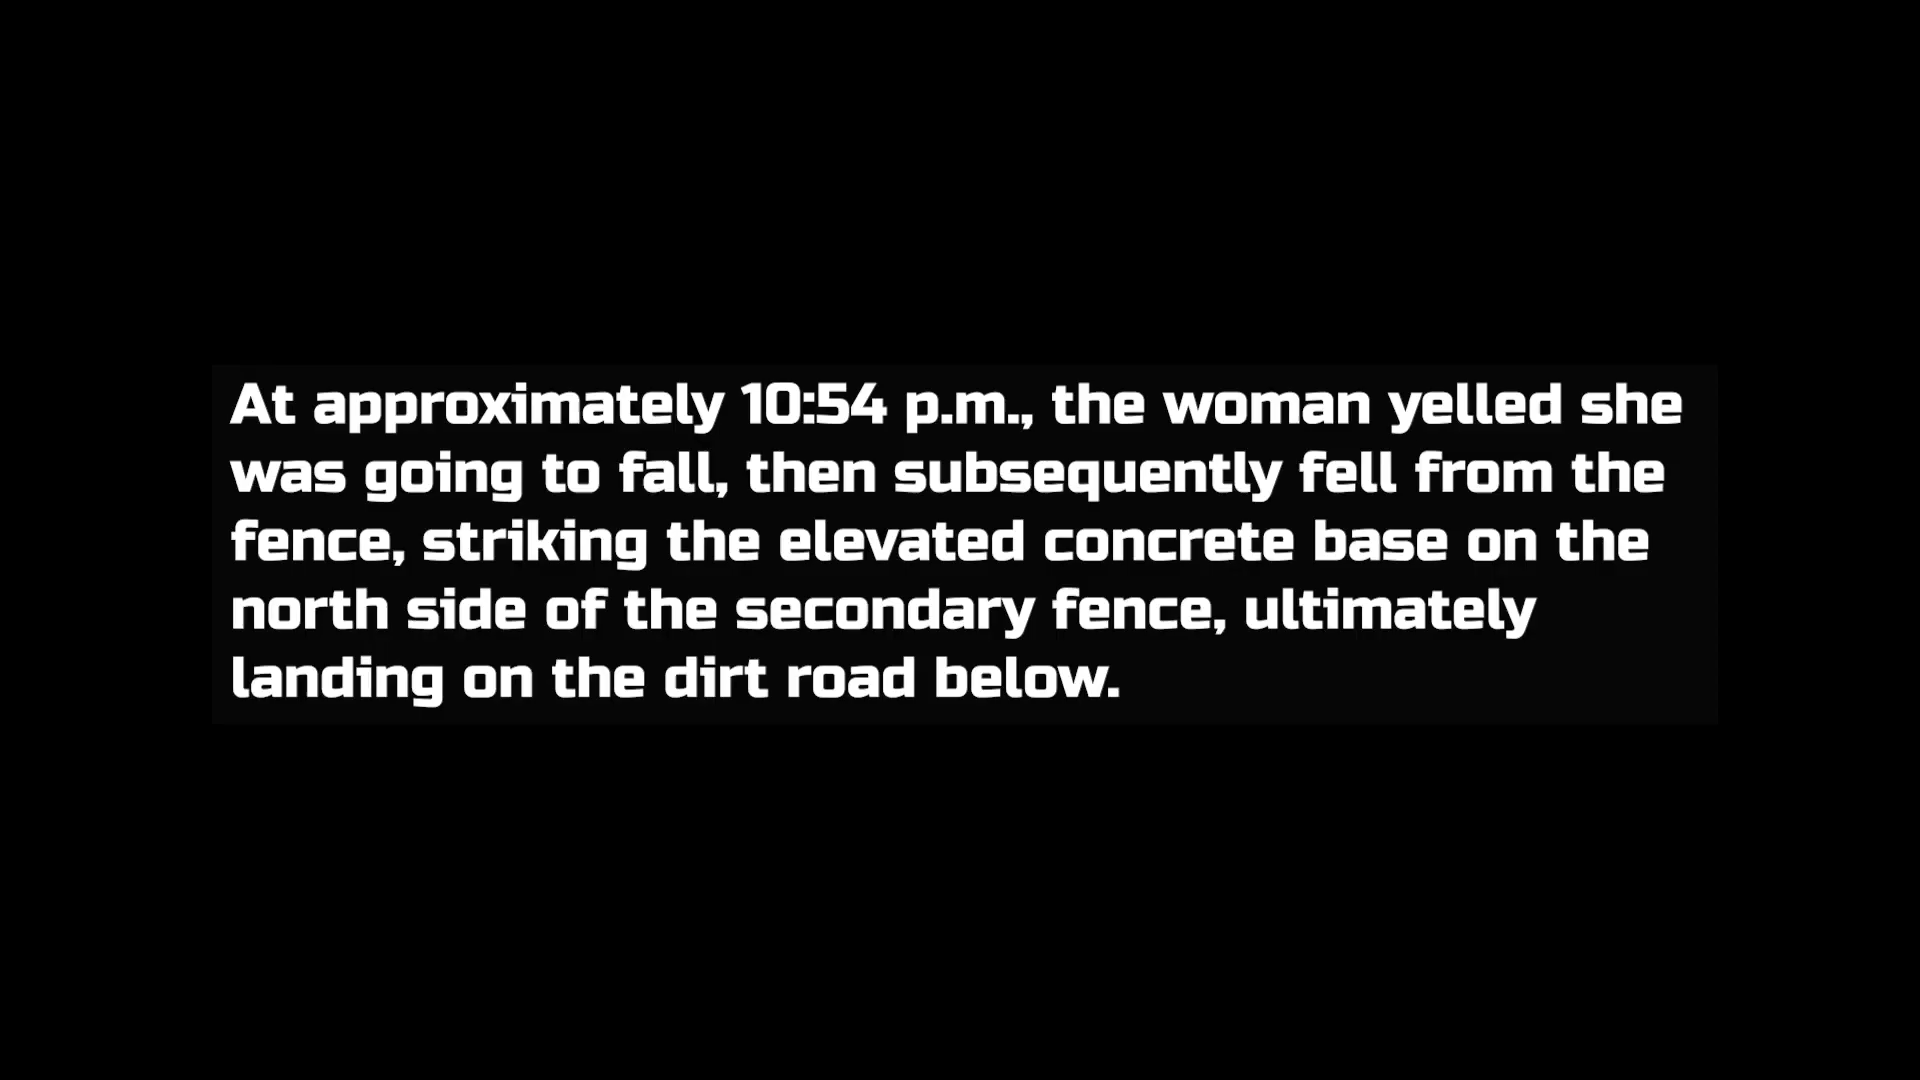 At approximately 10:54 p.m., the woman yelled she
was going to fall, then subsequently fell from the
fence, striking the elevated concrete base on the
north side of the secondary fence, ultimately
landing on the dirt road below.